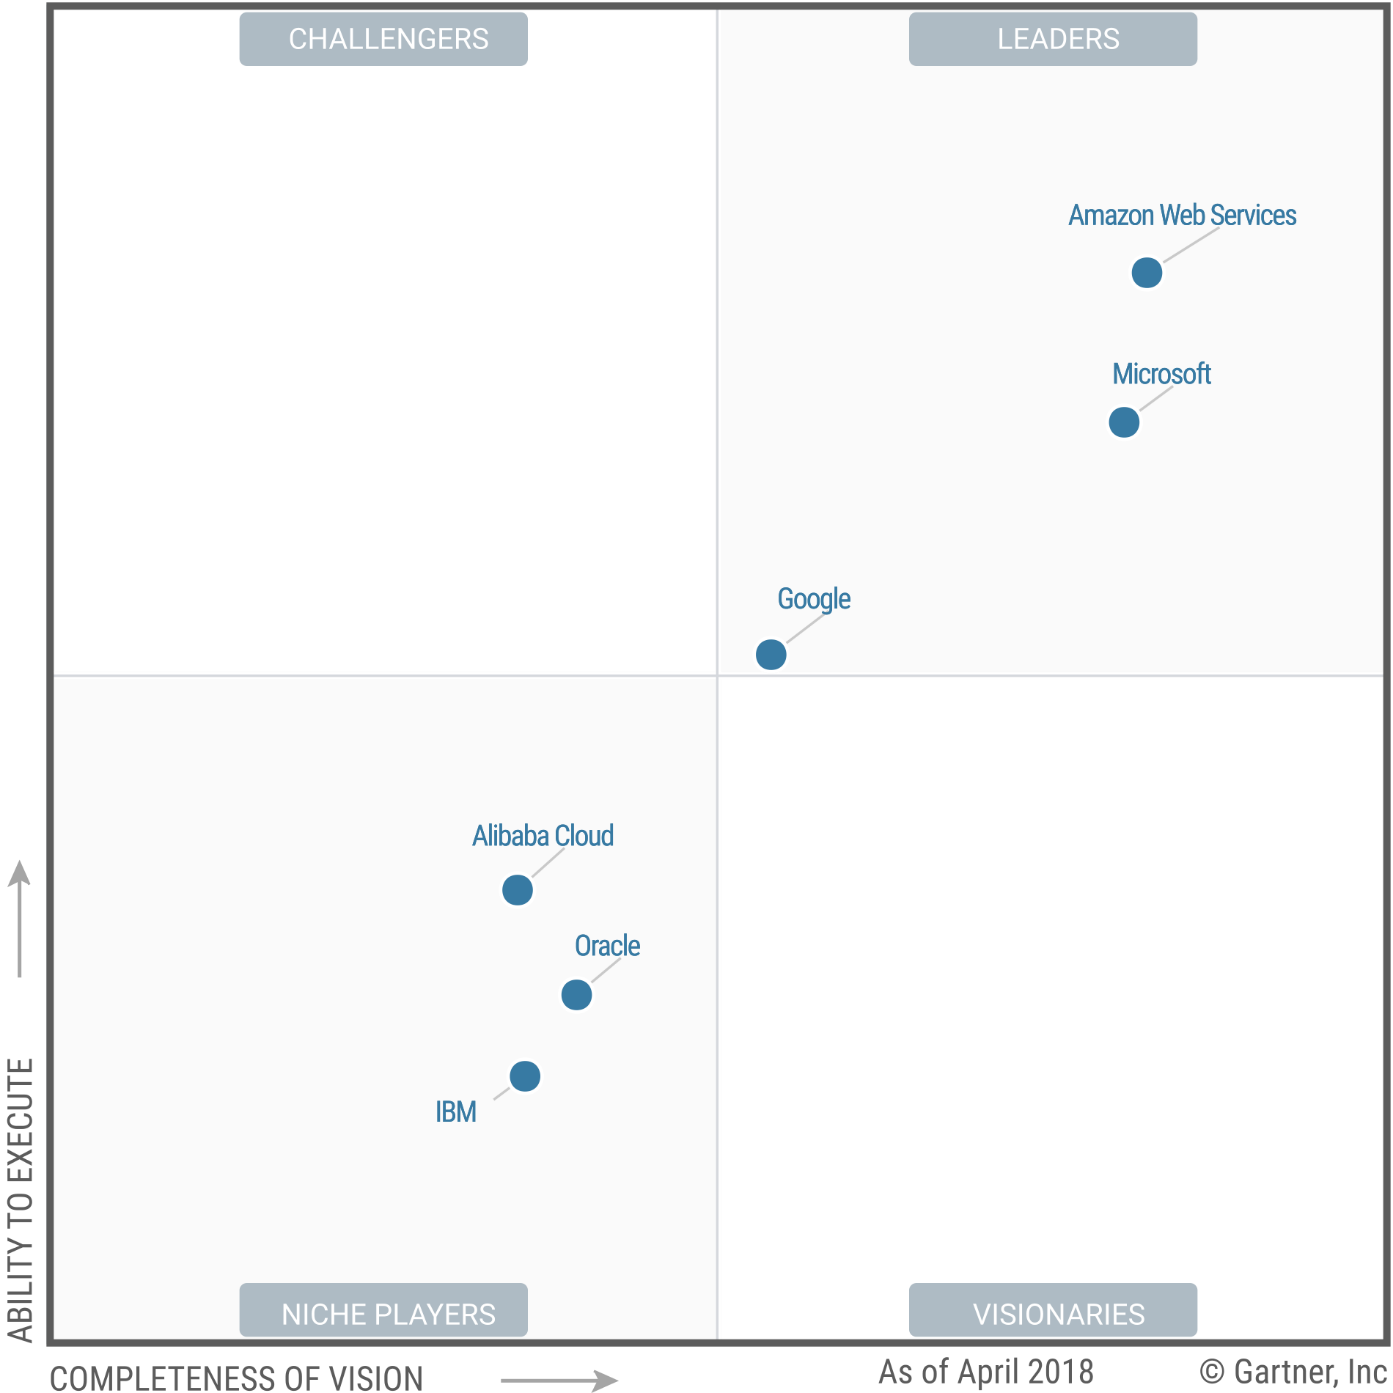 CHALLENGERS
LEADERS
Amazon Web Services
Microsoft
Google
Alibaba Cloud
Oracle
IBM
ABILITY TO EXECUTE
NICHE PLAYERS
VISIONARIES
COMPLETENESS OF VISION
As of April 2018
© Gartner, Inc